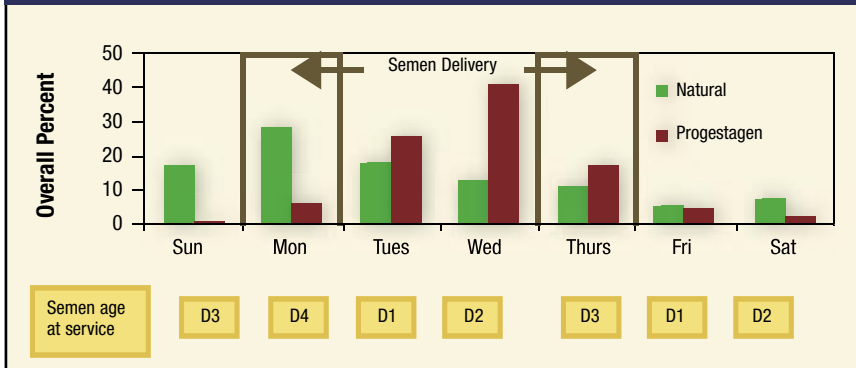 Overall Percent
50
40
30
20
10
0
Semen Delivery
Natural
Progestagen
Sun Mon Tues Wed Thurs Fri Sat
Semen age
at service
D3 D4 D1 D2 D3 D1 D2